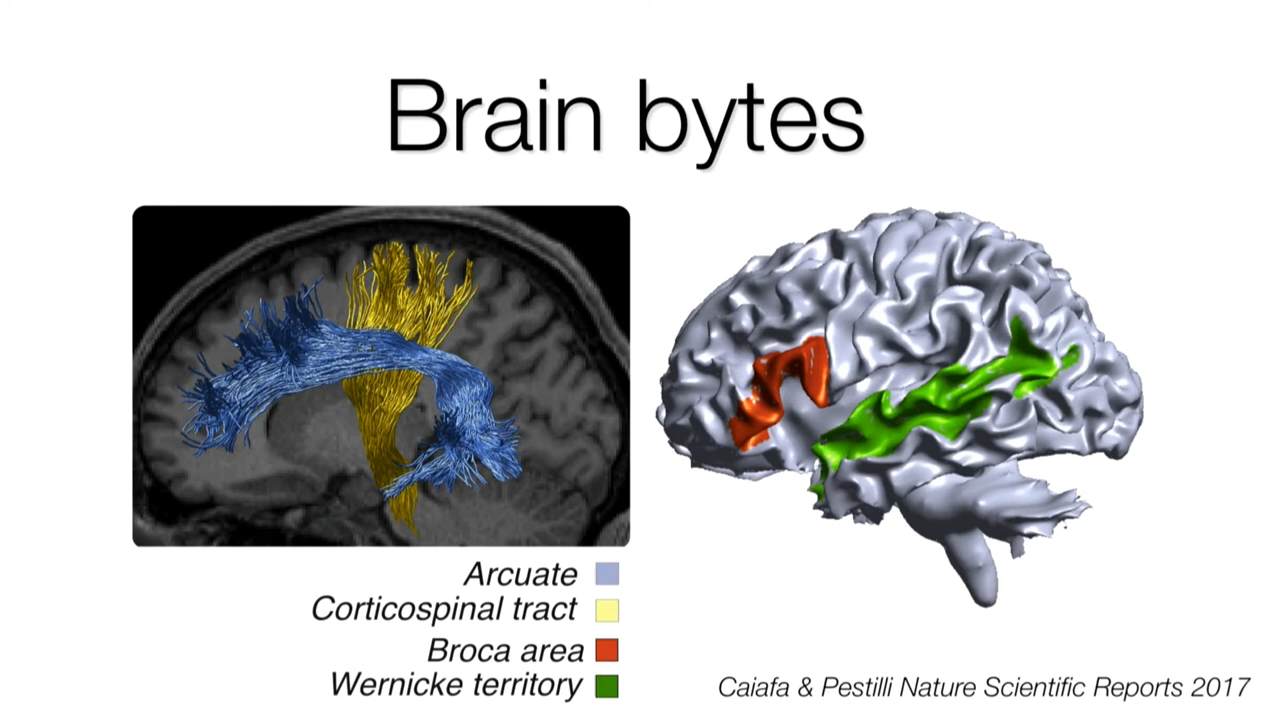 Brain bytes
Arcuate
Corticospinal tract
Broca area
Wernicke territory
Caiafa & Pestilli Nature Scientific Reports 2017